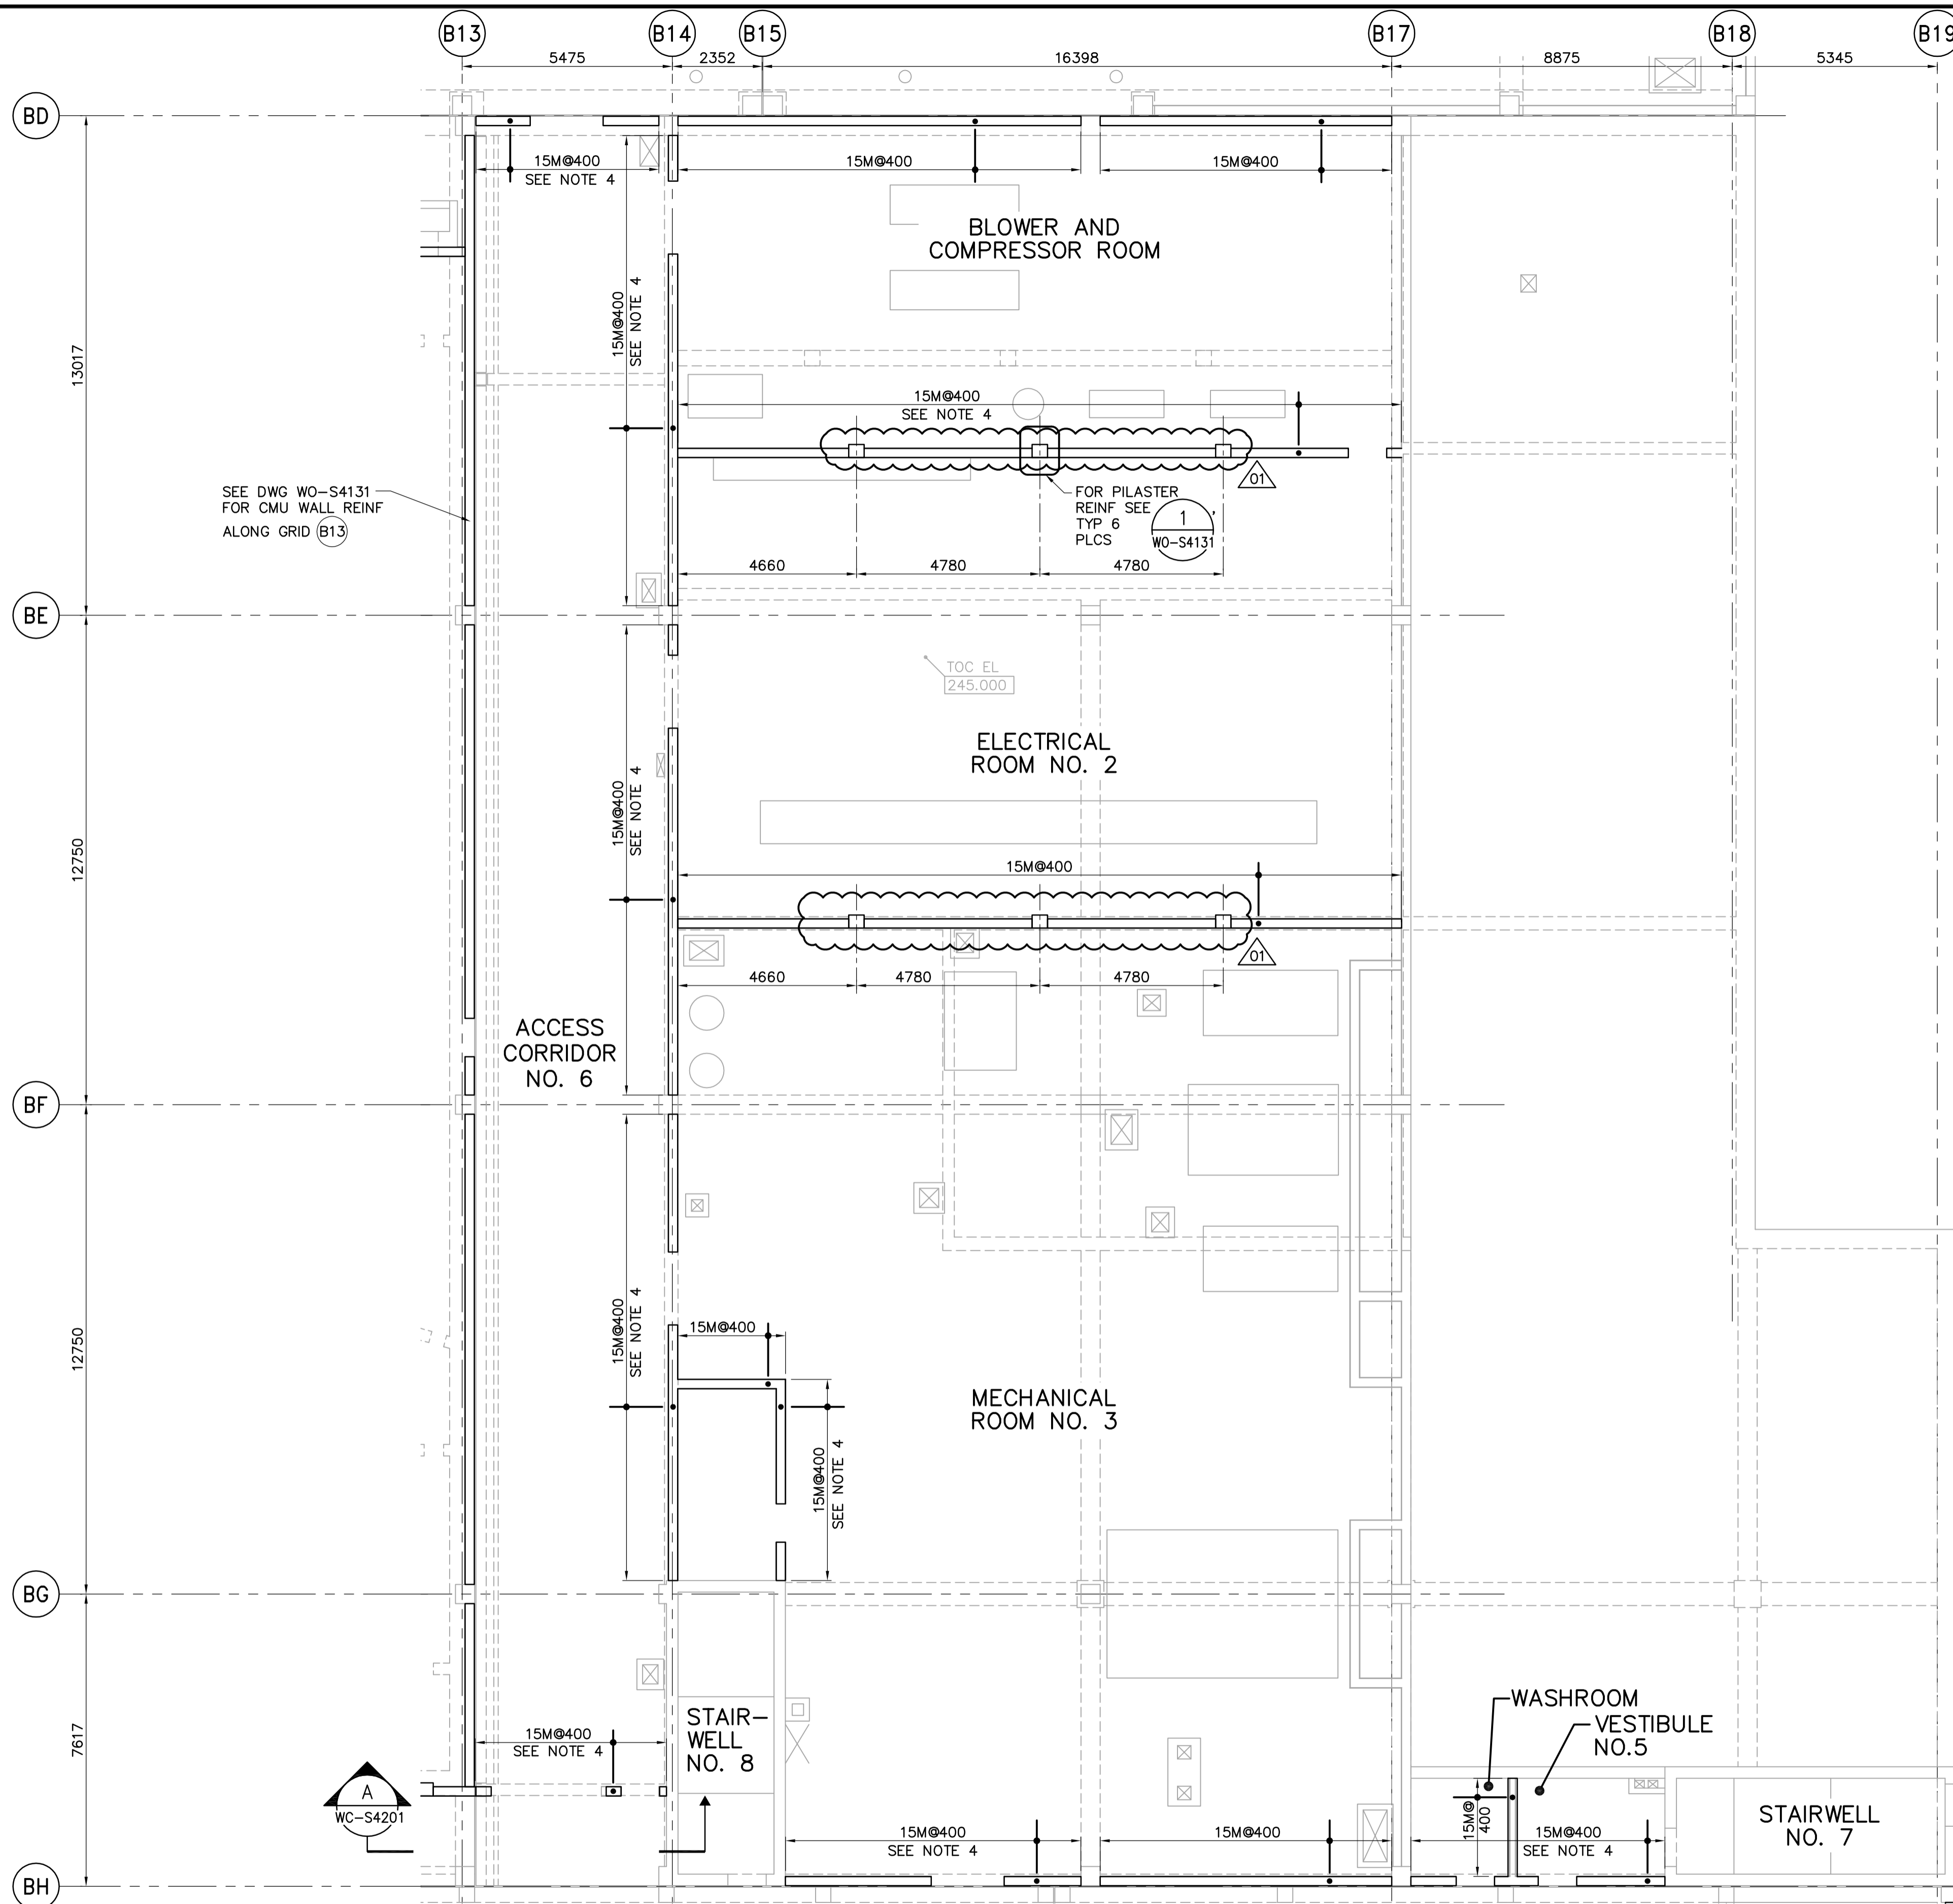 B13
B14
B15
B17
B18
B19
5475
2352
16398
8875
5345
BD
15M@400
SEE NOTE 4
15M@400
15M@400
BLOWER AND
COMPRESSOR ROOM
15M@400
SEE NOTE 4
13017
15M@400
SEE NOTE 4
01
SEE DWG WO-S4131
FOR CMU WALL REINF
ALONG GRID B13
FOR PILASTER
REINF SEE
TYP 6
PLCS
1
WO-S4131
,
4660
4780
4780
BE
TOC EL
245.000
ELECTRICAL
ROOM NO. 2
15M@400
SEE NOTE 4
12750
15M@400
01
4660
4780
4780
ACCESS
CORRIDOR
NO. 6
BF
15M@400
SEE NOTE 4
12750
15M@400
MECHANICAL
ROOM NO. 3
15M@400
SEE NOTE 4
BG
7617
WASHROOM
VESTIBULE
NO.5
STAIR-
WELL
NO. 8
15M@400
SEE NOTE 4
A
WC-S4201
15M@
400
STAIRWELL
NO. 7
15M@400
SEE NOTE 4
15M@400
15M@400
SEE NOTE 4
BH